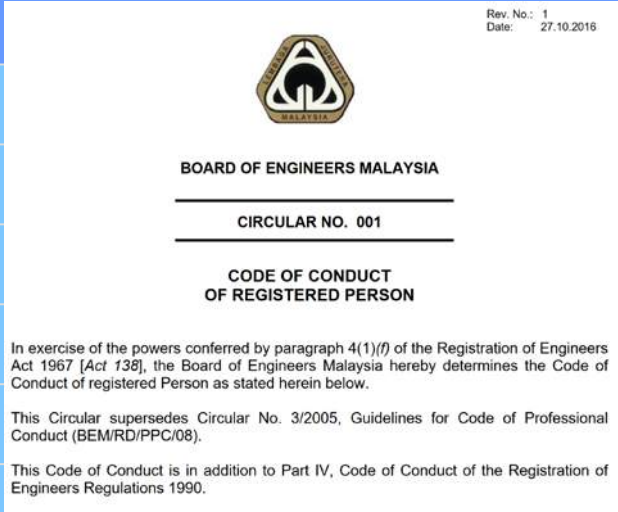 Rev. No.: 1
Date: 27.10.2016
LEMBAGA JURUTERA
MALAYSIA
BOARD OF ENGINEERS MALAYSIA
CIRCULAR NO. 001
CODE OF CONDUCT
OF REGISTERED PERSON
In exercise of the powers conferred by paragraph 4(1)(f) of the Registration of Engineers
Act 1967 [Act 138], the Board of Engineers Malaysia hereby determines the Code of
Conduct of registered Person as stated herein below.
This Circular supersedes Circular No. 3/2005, Guidelines for Code of Professional
Conduct (BEM/RD/PPC/08).
This Code of Conduct is in addition to Part IV, Code of Conduct of the Registration of
Engineers Regulations 1990.